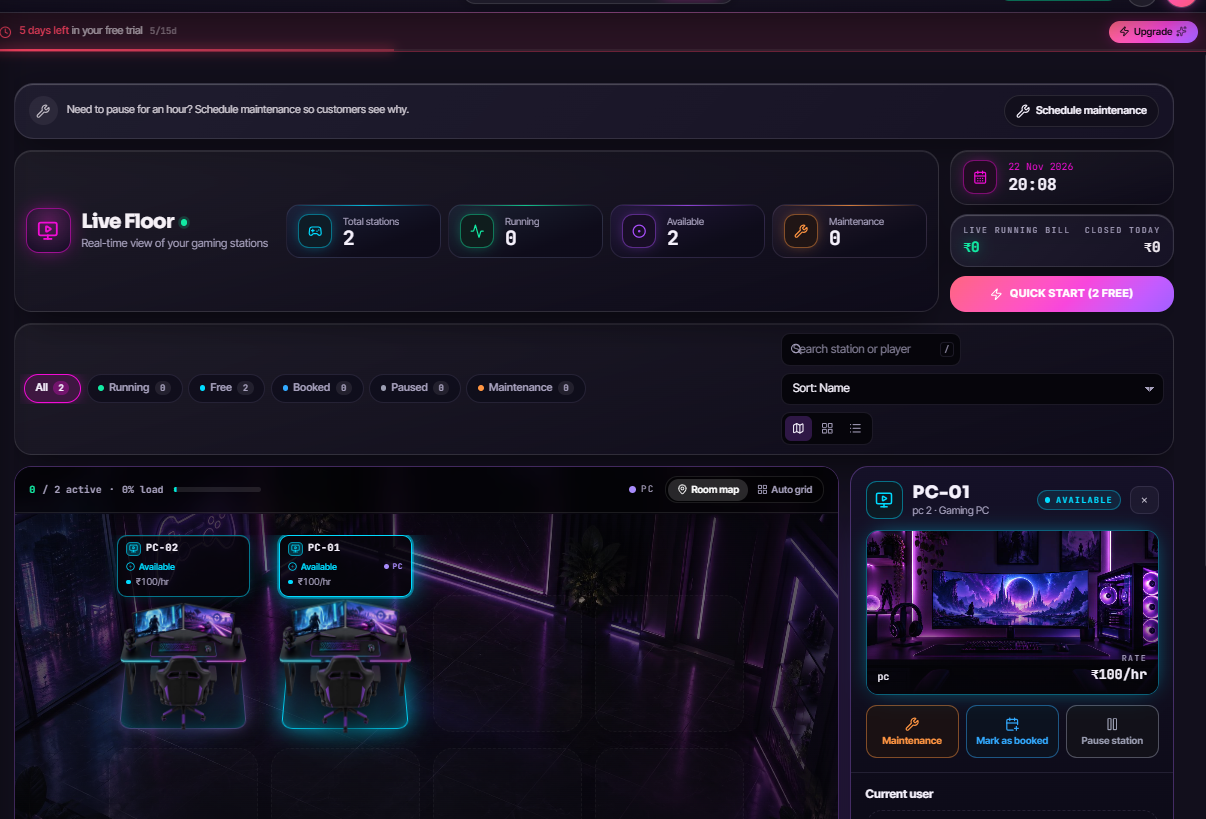 5 days left in your free trial 5/15d
Upgrade
Need to pause for an hour? Schedule maintenance so customers see why.
Schedule maintenance
Live Floor
Real-time view of your gaming stations
Total stations
2
Running
0
Available
2
Maintenance
0
22 Nov 2026
20:08
LIVE RUNNING BILL CLOSED TODAY
₹0 ₹0
QUICK START (2 FREE)
Search station or player /
All 2 Running 0 Free 2 Booked 0 Paused 0 Maintenance 0
Sort: Name
0 / 2 active · 0% load
PC
Room map Auto grid
PC-02
Available
₹100/hr
PC-01
Available PC
₹100/hr
PC-01
pc 2 · Gaming PC
AVAILABLE ×
RATE
pc ₹100/hr
Maintenance
Mark as booked
Pause station
Current user